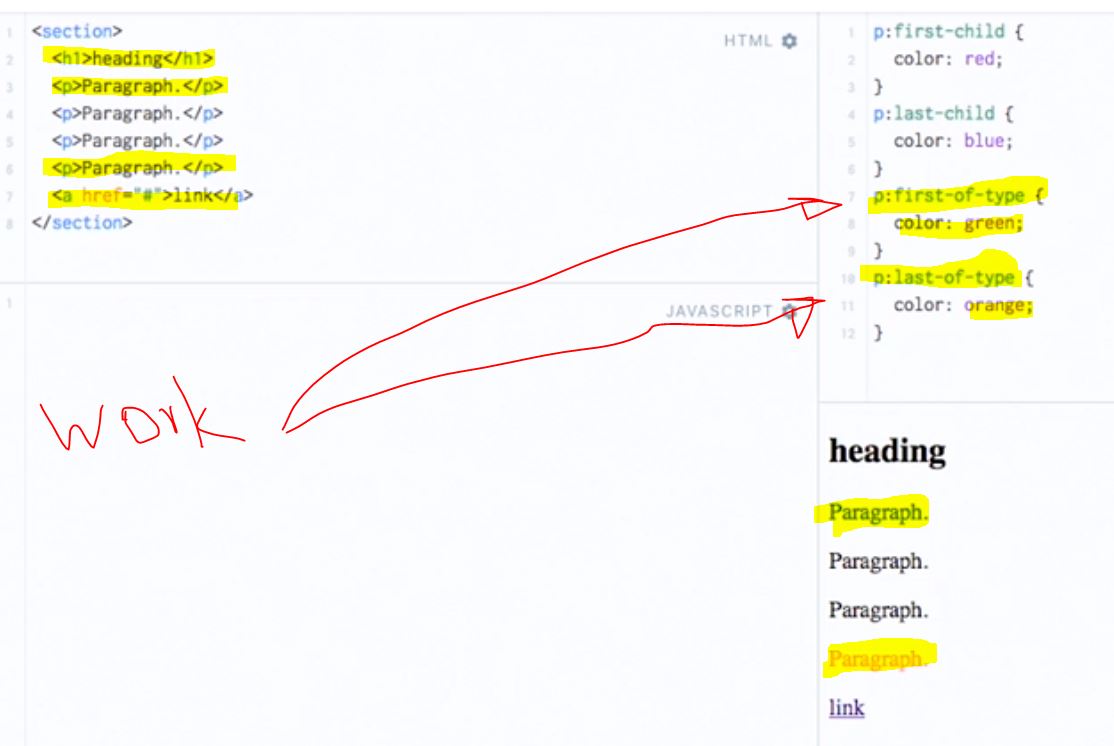 1 <section>
2 <h1>heading</h1>
3 <p>Paragraph.</p>
4 <p>Paragraph.</p>
5 <p>Paragraph.</p>
6 <p>Paragraph.</p>
7 <a href="#">link</a>
8 </section>
HTML
1 p:first-child {
2 color: red;
3 }
4 p:last-child {
5 color: blue;
6 }
7 p:first-of-type {
8 color: green;
9 }
10 p:last-of-type {
11 color: orange;
12 }
1
JAVASCRIPT
Work
heading
Paragraph.
Paragraph.
Paragraph.
Paragraph.
link